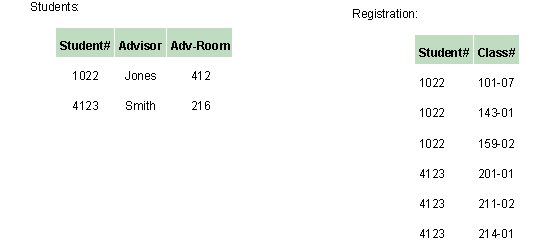 Students:
Student# Advisor Adv-Room
1022 Jones 412
4123 Smith 216
Registration:
Student# Class#
1022 101-07
1022 143-01
1022 159-02
4123 201-01
4123 211-02
4123 214-01